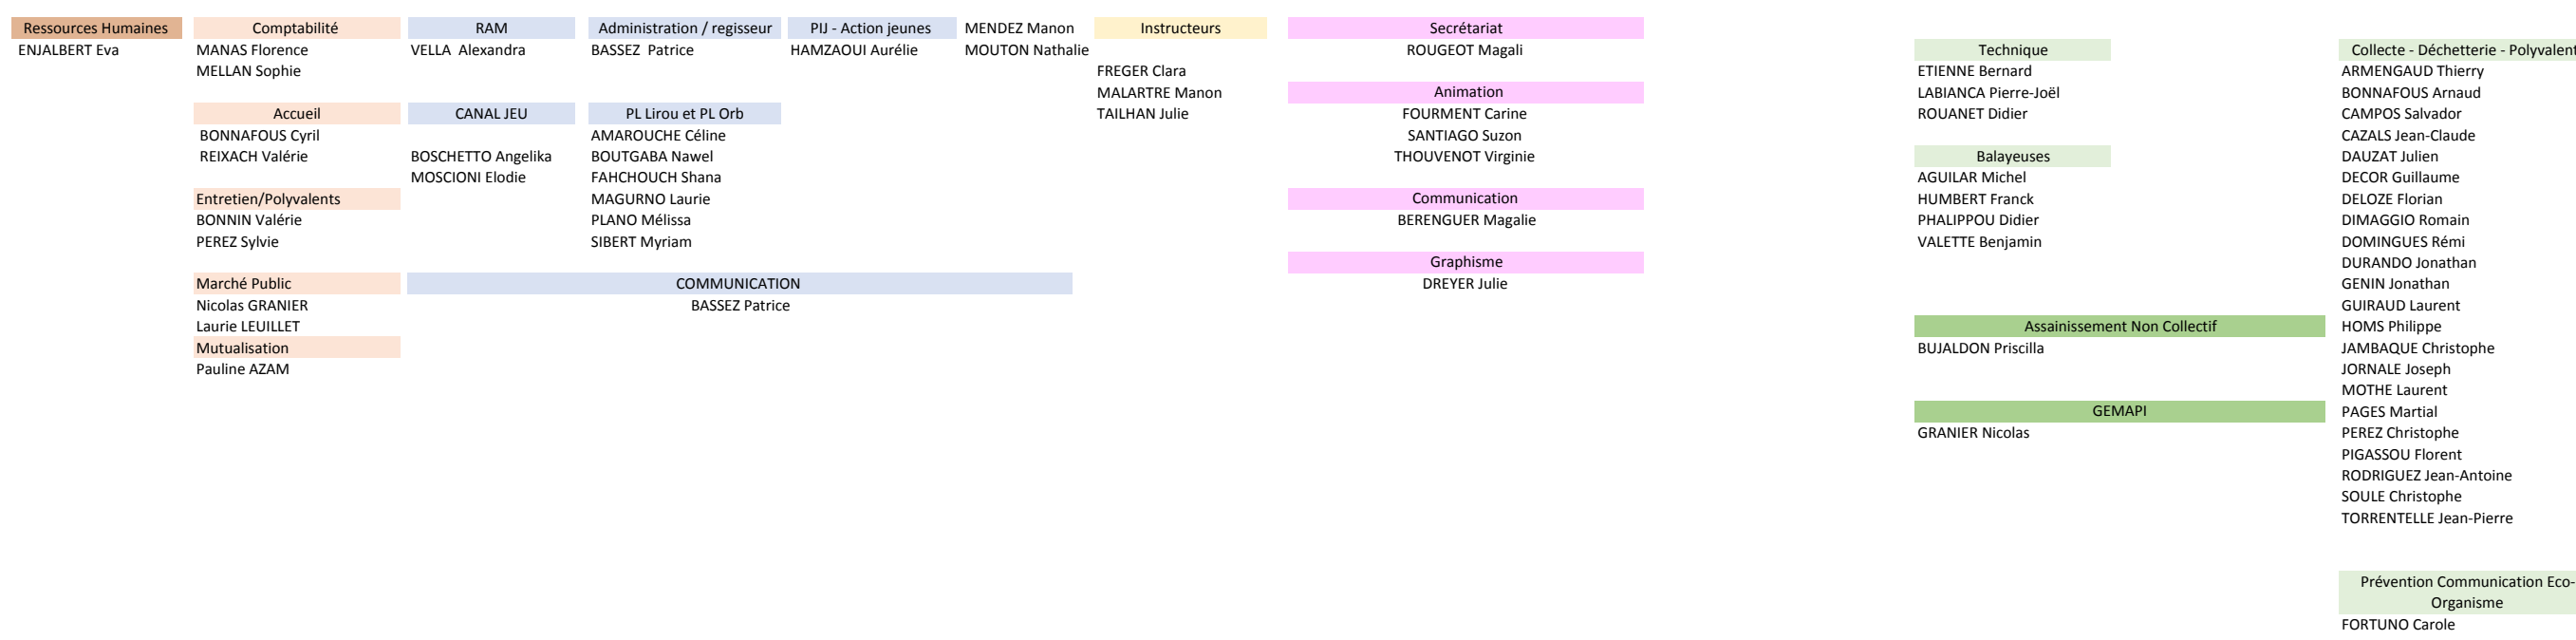 Ressources Humaines
ENJALBERT Eva
Comptabilité
MANAS Florence
MELLAN Sophie
Accueil
BONNAFOUS Cyril
REIXACH Valérie
Entretien/Polyvalents
BONNIN Valérie
PEREZ Sylvie
Marché Public
Nicolas GRANIER
Laurie LEUILLET
Mutualisation
Pauline AZAM
RAM
VELLA Alexandra
CANAL JEU
BOSCHETTO Angelika
MOSCIONI Elodie
Administration / regisseur
BASSEZ Patrice
PL Lirou et PL Orb
AMAROUCHE Céline
BOUTGABA Nawel
FAHCHOUCH Shana
MAGURNO Laurie
PLANO Mélissa
SIBERT Myriam
PIJ - Action jeunes
HAMZAOUI Aurélie
MENDEZ Manon
MOUTON Nathalie
COMMUNICATION
BASSEZ Patrice
Instructeurs
FREGER Clara
MALARTRE Manon
TAILHAN Julie
Secrétariat
ROUGEOT Magali
Animation
FOURMENT Carine
SANTIAGO Suzon
THOUVENOT Virginie
Communication
BERENGUER Magalie
Graphisme
DREYER Julie
Technique
ETIENNE Bernard
LABIANCA Pierre-Joël
ROUANET Didier
Balayeuses
AGUILAR Michel
HUMBERT Franck
PHALIPPOU Didier
VALETTE Benjamin
Assainissement Non Collectif
BUJALDON Priscilla
GEMAPI
GRANIER Nicolas
Collecte - Déchetterie - Polyvalent
ARMENGAUD Thierry
BONNAFOUS Arnaud
CAMPOS Salvador
CAZALS Jean-Claude
DAUZAT Julien
DECOR Guillaume
DELOZE Florian
DIMAGGIO Romain
DOMINGUES Rémi
DURANDO Jonathan
GENIN Jonathan
GUIRAUD Laurent
HOMS Philippe
JAMBAQUE Christophe
JORNALE Joseph
MOTHE Laurent
PAGES Martial
PEREZ Christophe
PIGASSOU Florent
RODRIGUEZ Jean-Antoine
SOULE Christophe
TORRENTELLE Jean-Pierre
Prévention Communication Eco-
Organisme
FORTUNO Carole